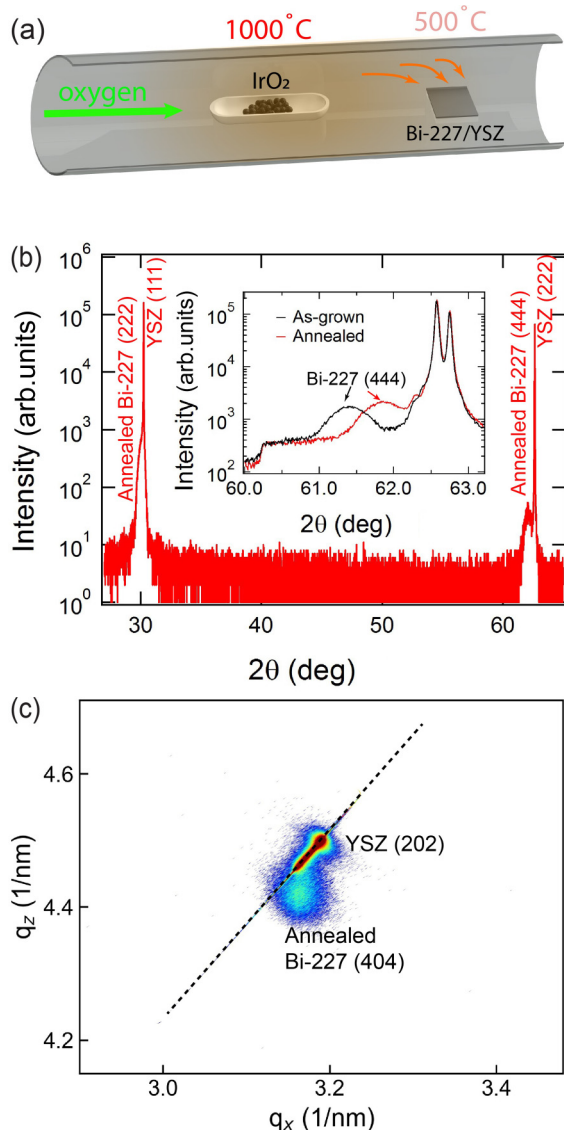 (a)
1000°C
500°C
oxygen
IrO₂
Bi-227/YSZ
(b)
Intensity (arb.units)
10⁶
10⁵
10⁴
10³
10²
10¹
10⁰
Annealed Bi-227 (222)
YSZ (111)
Annealed Bi-227 (444)
YSZ (222)
30
40
50
60
2θ (deg)
Intensity (arb.units)
10⁵
10⁴
10³
10²
As-grown
Annealed
Bi-227 (444)
60.0
61.0
62.0
63.0
2θ (deg)
(c)
q_z (1/nm)
4.6
4.4
4.2
YSZ (202)
Annealed
Bi-227 (404)
3.0
3.2
3.4
qₓ (1/nm)